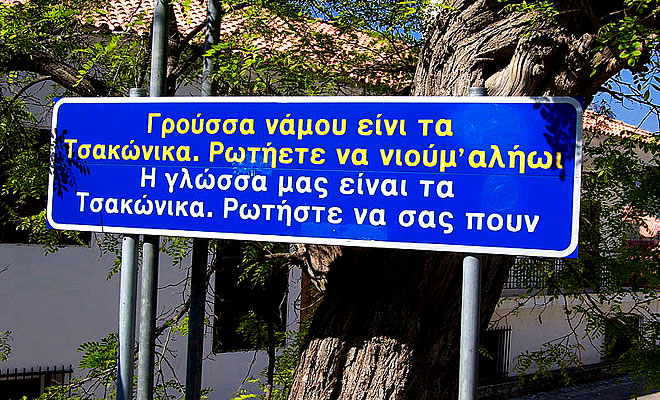 Γρούσσα νάμου είνι τα
Τσακώνικα. Ρωτήετε να νιούμ'αλήωι
Η γλώσσα μας είναι τα
Τσακώνικα. Ρωτήστε να σας πουν